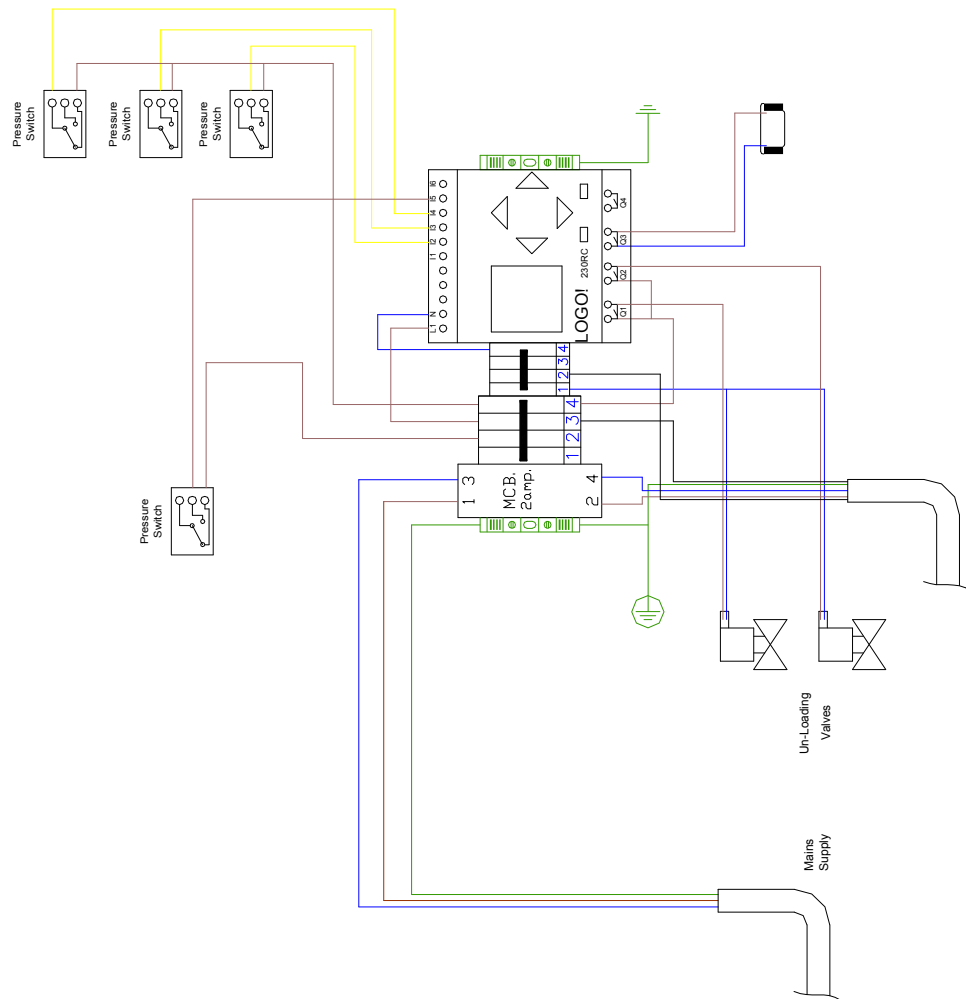 Pressure
Switch
Pressure
Switch
Pressure
Switch
Pressure
Switch
L1 N I1 I2 I3 I4 I5 I6
LOGO! 230RC
Q1 Q2 Q3 Q4
1 2 3 4
1 2 3 4
1 3
MCB.
2amp.
2 4
Un-Loading
Valves
Mains
Supply